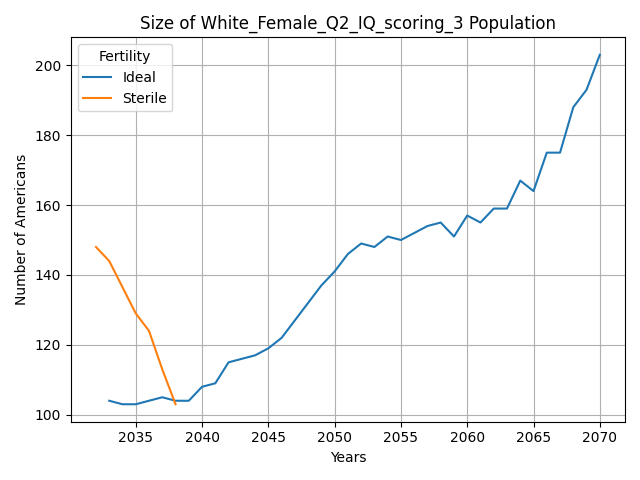 Size of White_Female_Q2_IQ_scoring_3 Population
Fertility
Ideal
Sterile
Number of Americans
200
180
160
140
120
100
2035 2040 2045 2050 2055 2060 2065 2070
Years